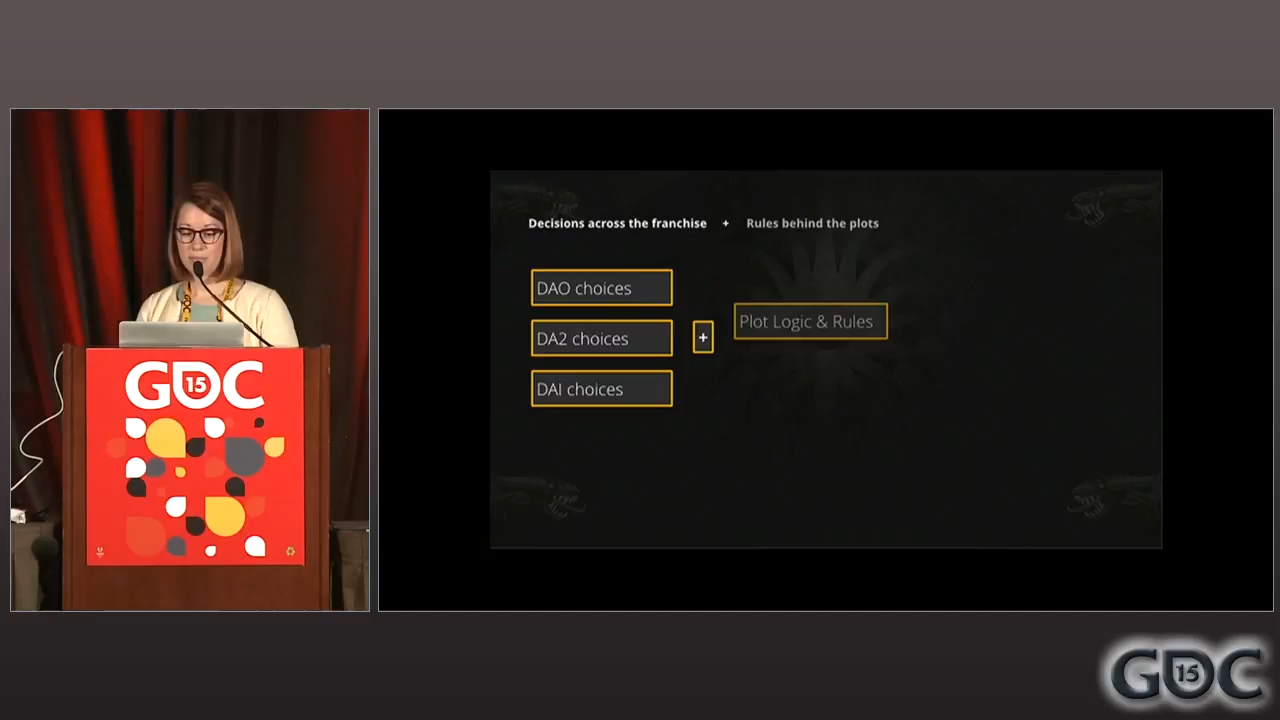 Decisions across the franchise + Rules behind the plots
DAO choices
DA2 choices
DAI choices
+
Plot Logic & Rules
GDC 15
GDC 15